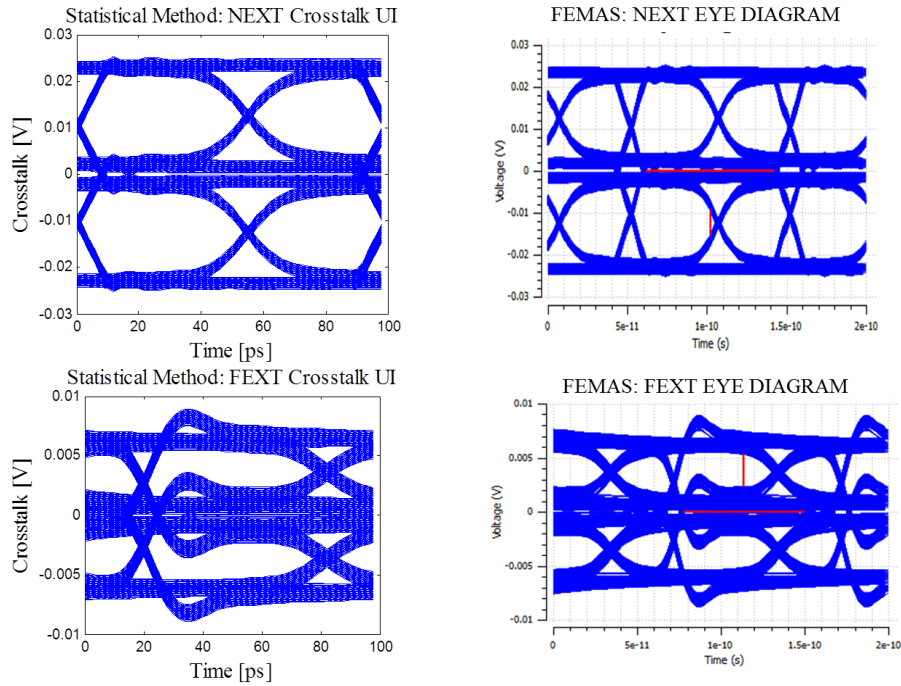 Statistical Method: NEXT Crosstalk UI
0.03
0.02
0.01
0
-0.01
-0.02
-0.03
Crosstalk [V]
0 20 40 60 80 100
Time [ps]
FEMAS: NEXT EYE DIAGRAM
0.03
0.02
0.01
0
-0.01
-0.02
-0.03
Voltage (V)
0 5e-11 1e-10 1.5e-10 2e-10
Time (s)
Statistical Method: FEXT Crosstalk UI
0.01
0.005
0
-0.005
-0.01
Crosstalk [V]
0 20 40 60 80 100
Time [ps]
FEMAS: FEXT EYE DIAGRAM
0.01
0.005
0
-0.005
-0.01
Voltage (V)
0 5e-11 1e-10 1.5e-10 2e-10
Time (s)